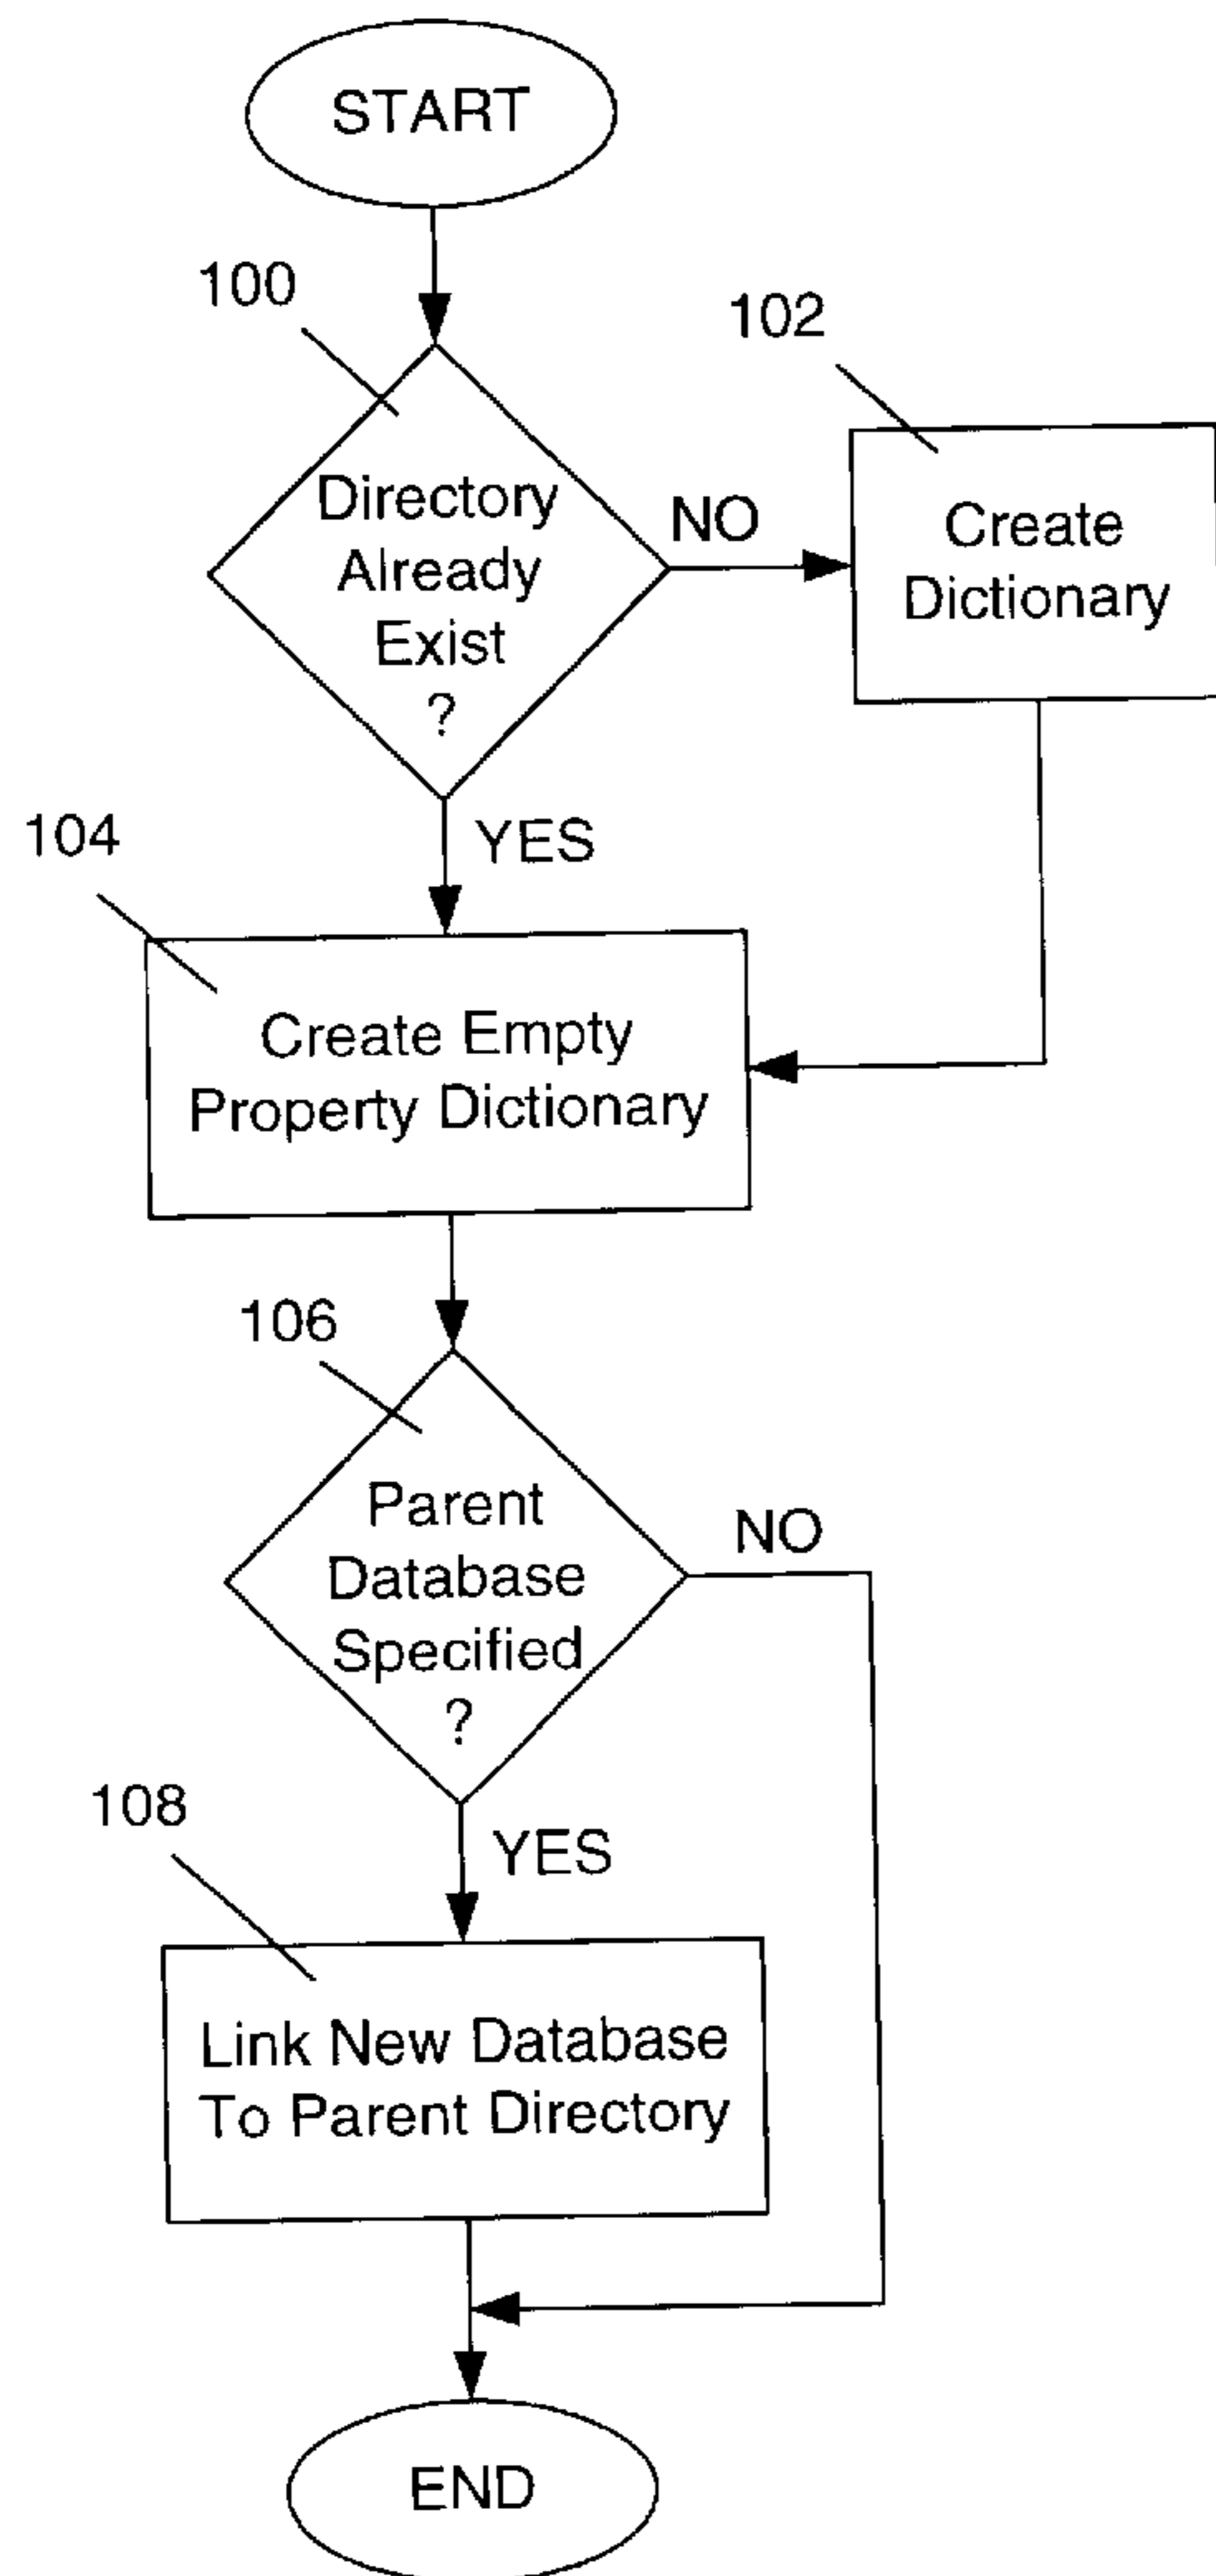 START
100
102
Directory
Already
Exist
?
NO
Create
Dictionary
YES
104
Create Empty
Property Dictionary
106
Parent
Database
Specified
?
NO
108
YES
Link New Database
To Parent Directory
END